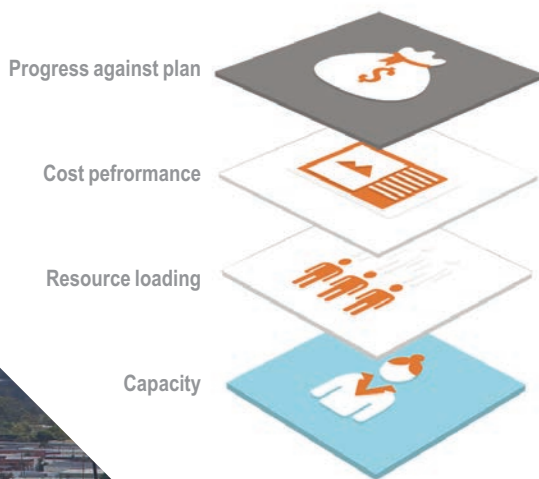 Progress against plan
$
Cost pefrormance
Resource loading
Capacity